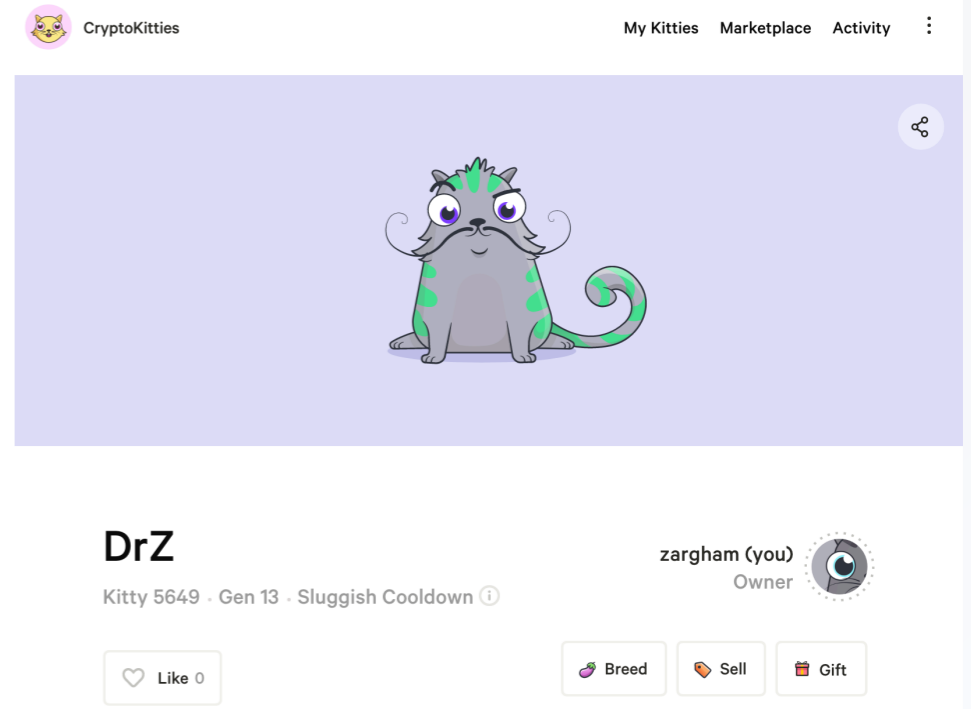 CryptoKitties
My Kitties Marketplace Activity
DrZ
zargham (you)
Owner
Kitty 5649 · Gen 13 · Sluggish Cooldown
Like 0
Breed
Sell
Gift